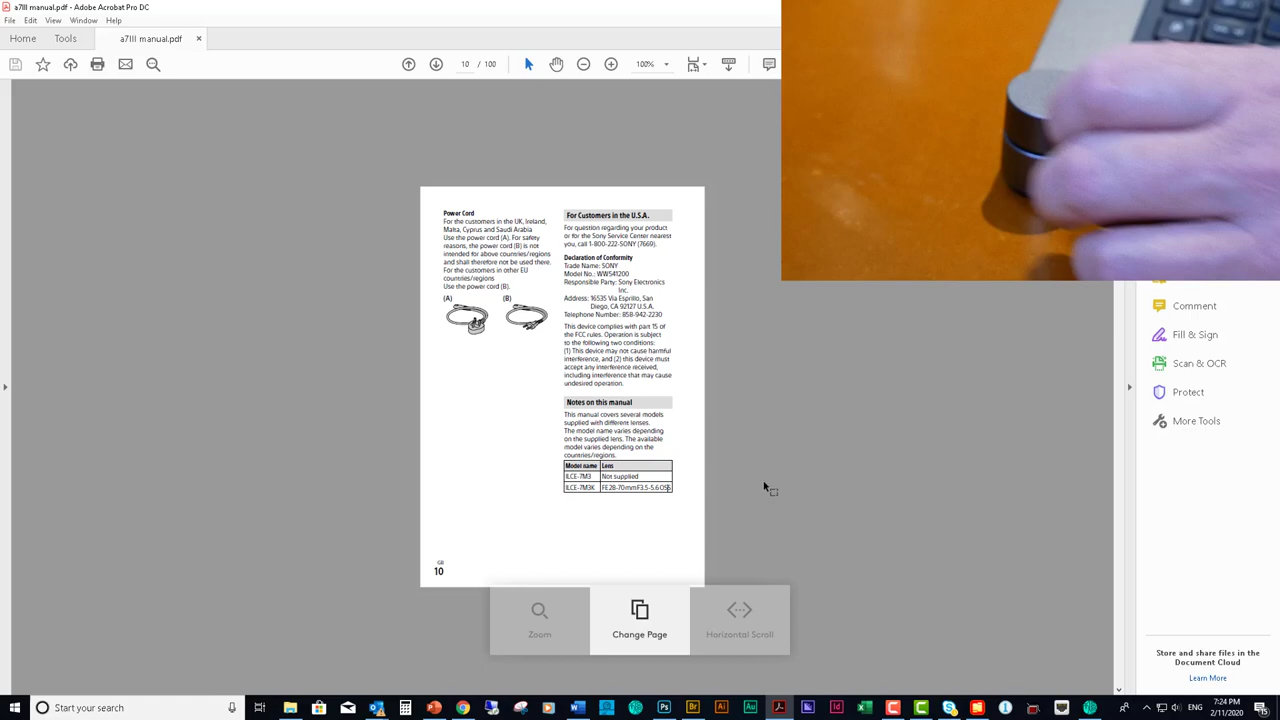 a7III manual.pdf - Adobe Acrobat Pro DC
File Edit View Window Help
Home Tools a7III manual.pdf ×
10 / 100 100%
Power Cord
For the customers in the UK, Ireland,
Malta, Cyprus and Saudi Arabia
Use the power cord (A). For safety
reasons, the power cord (B) is not
intended for above countries/regions
and shall therefore not be used there.
For the customers in other EU
countries/regions
Use the power cord (B).
(A) (B)
GB
10
For Customers in the U.S.A.
For question regarding your product
or for the Sony Service Center nearest
you, call 1-800-222-SONY (7669).
Declaration of Conformity
Trade Name: SONY
Model No.: WW541200
Responsible Party: Sony Electronics
Inc.
Address: 16535 Via Esprillo, San
Diego, CA 92127 U.S.A.
Telephone Number: 858-942-2230
This device complies with part 15 of
the FCC rules. Operation is subject
to the following two conditions:
(1) This device may not cause harmful
interference, and (2) this device must
accept any interference received,
including interference that may cause
undesired operation.
Notes on this manual
This manual covers several models
supplied with different lenses.
The model name varies depending
on the supplied lens. The available
model varies depending on the
countries/regions.
Model name Lens
ILCE-7M3 Not supplied
ILCE-7M3K FE28-70mmF3.5-5.6 OSS
Zoom Change Page Horizontal Scroll
Comment
Fill & Sign
Scan & OCR
Protect
More Tools
Store and share files in the
Document Cloud
Learn More
Start your search
ENG
7:24 PM
2/11/2020